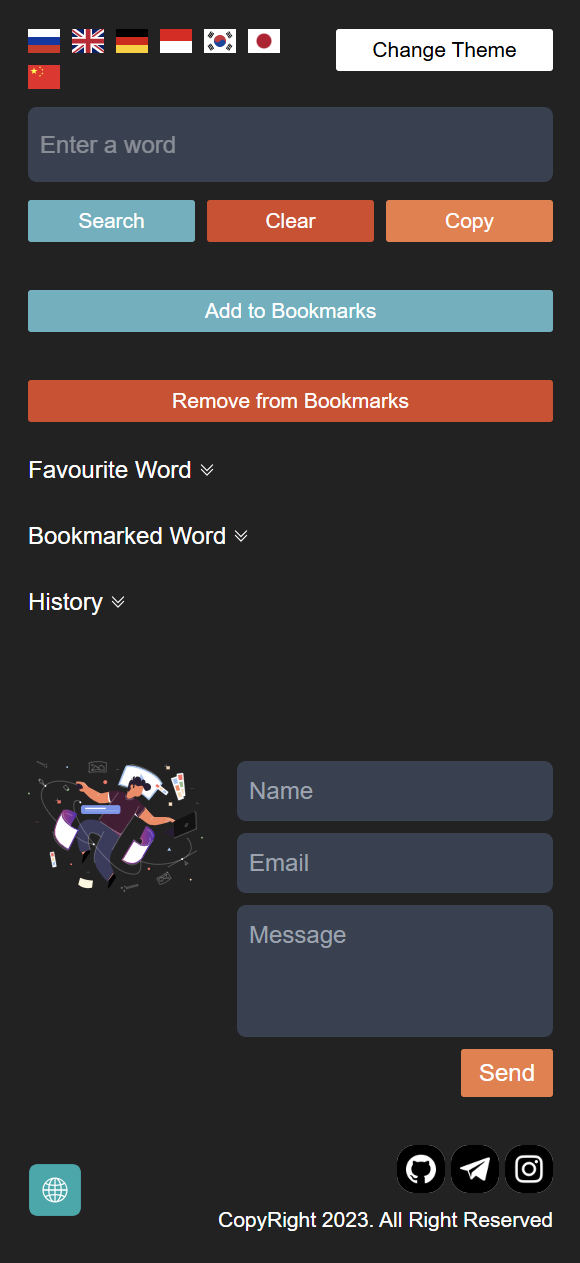 Change Theme
Enter a word
Search
Clear
Copy
Add to Bookmarks
Remove from Bookmarks
Favourite Word
Bookmarked Word
History
Name
Email
Message
Send
CopyRight 2023. All Right Reserved